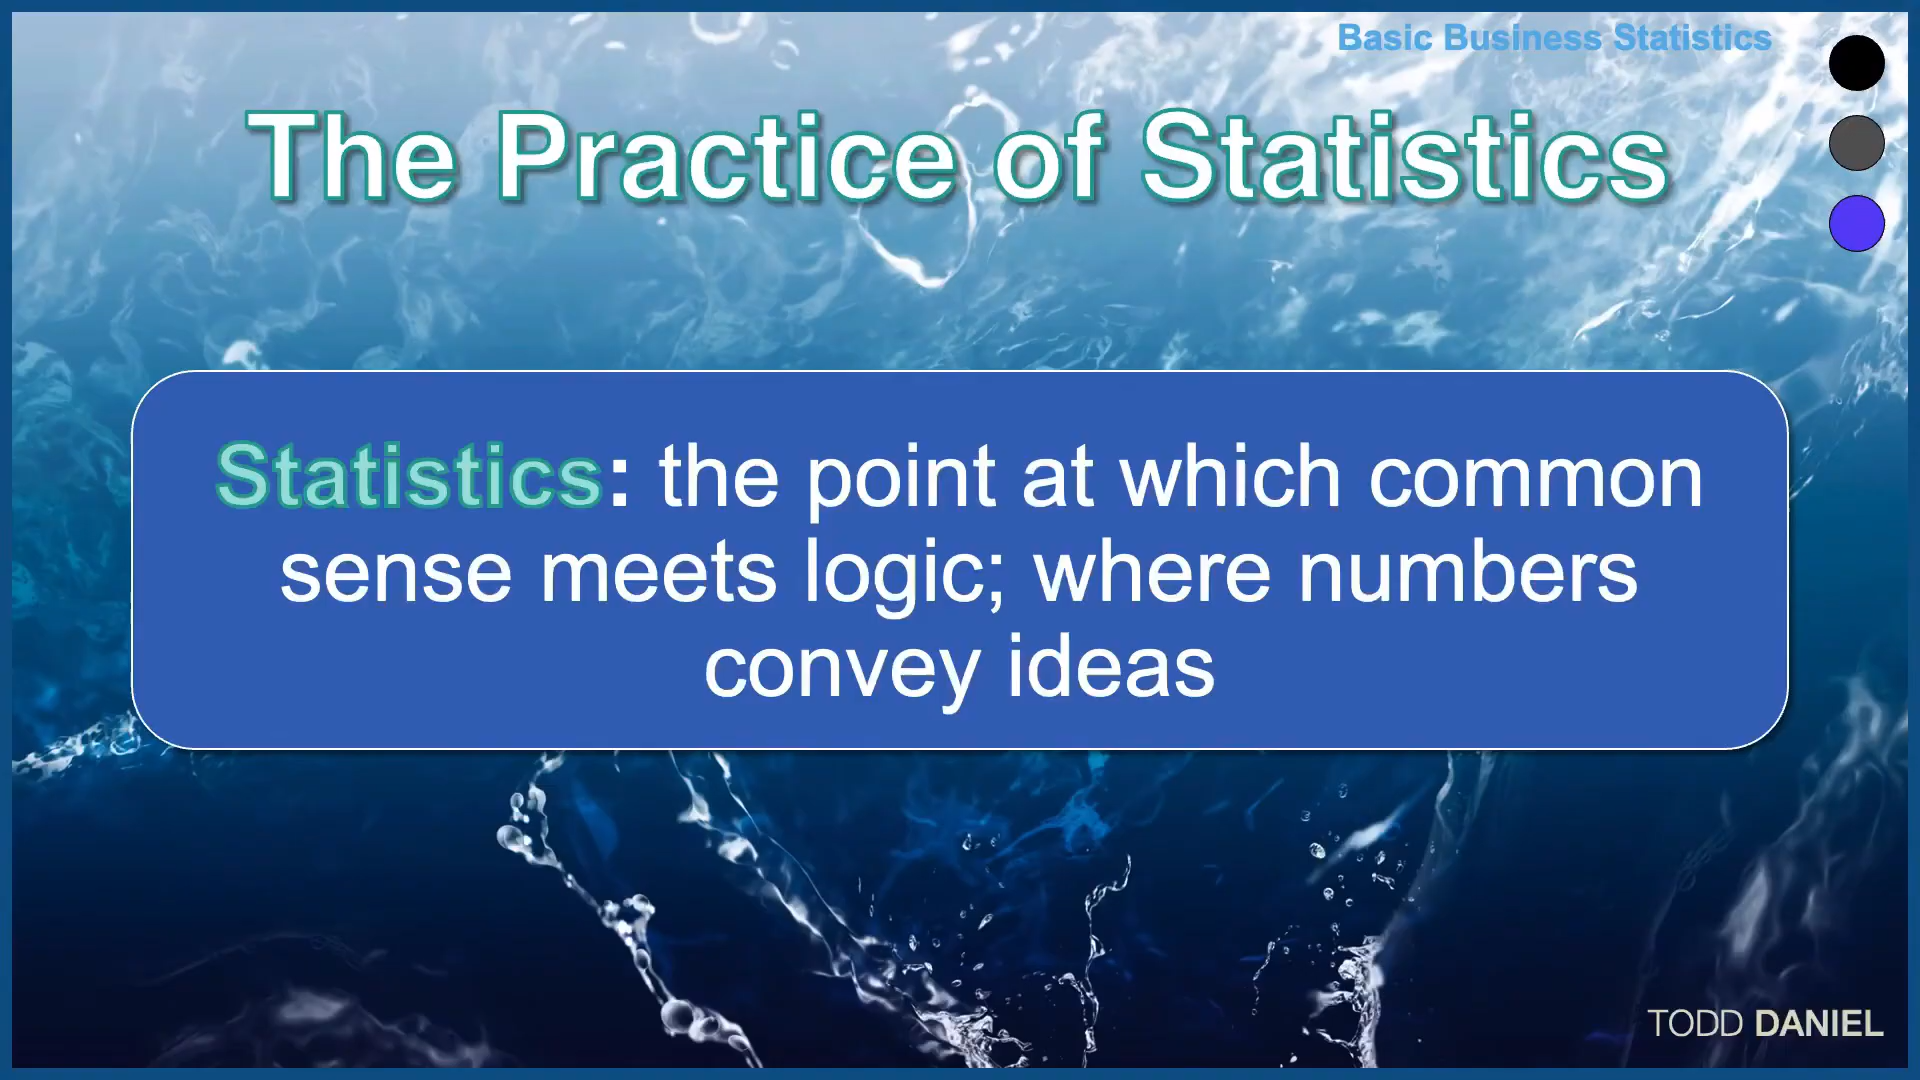 Basic Business Statistics
The Practice of Statistics
Statistics: the point at which common
sense meets logic; where numbers
convey ideas
TODD DANIEL